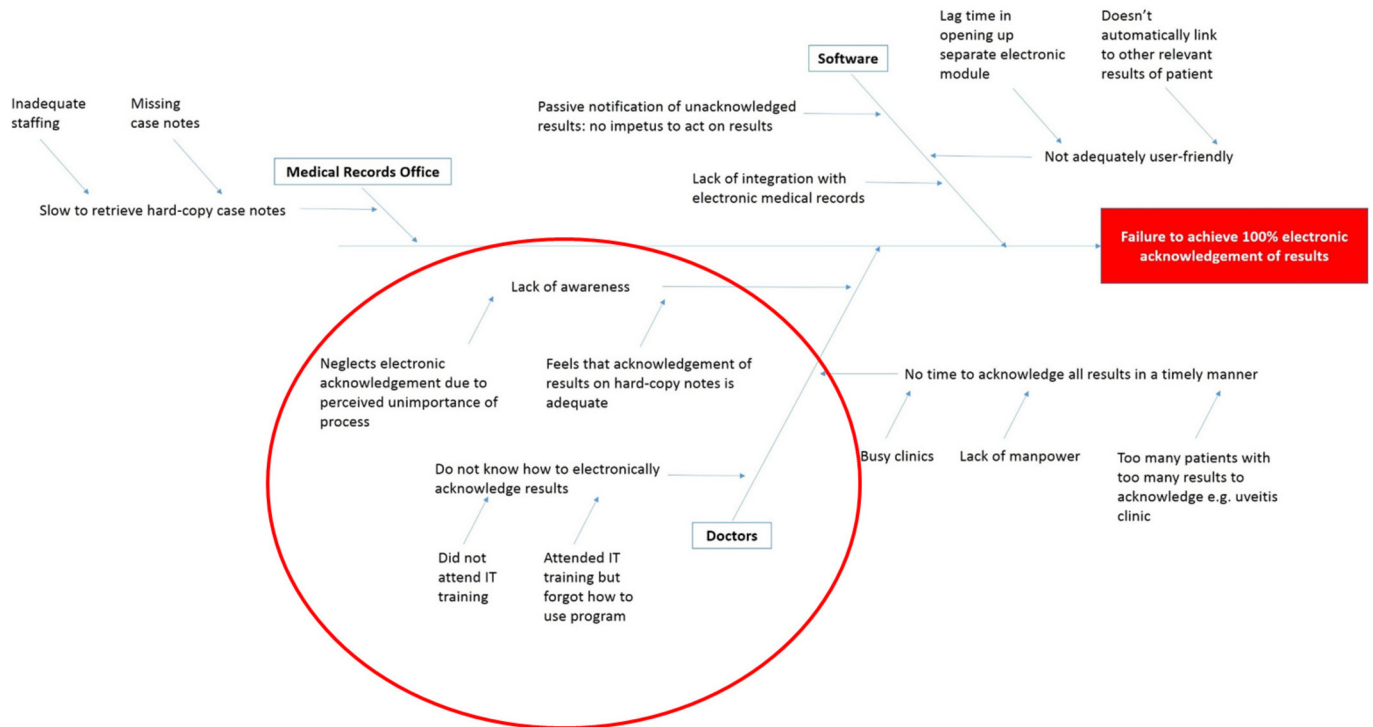 Inadequate
staffing
Missing
case notes
Medical Records Office
Slow to retrieve hard-copy case notes
Software
Passive notification of unacknowledged
results: no impetus to act on results
Lack of integration with
electronic medical records
Lag time in
opening up
separate electronic
module
Doesn’t
automatically link
to other relevant
results of patient
Not adequately user-friendly
Failure to achieve 100% electronic
acknowledgement of results
Lack of awareness
Neglects electronic
acknowledgement due to
perceived unimportance of
process
Feels that acknowledgement of
results on hard-copy notes is
adequate
Do not know how to electronically
acknowledge results
Did not
attend IT
training
Attended IT
training but
forgot how to
use program
Doctors
No time to acknowledge all results in a timely manner
Busy clinics
Lack of manpower
Too many patients with
too many results to
acknowledge e.g. uveitis
clinic